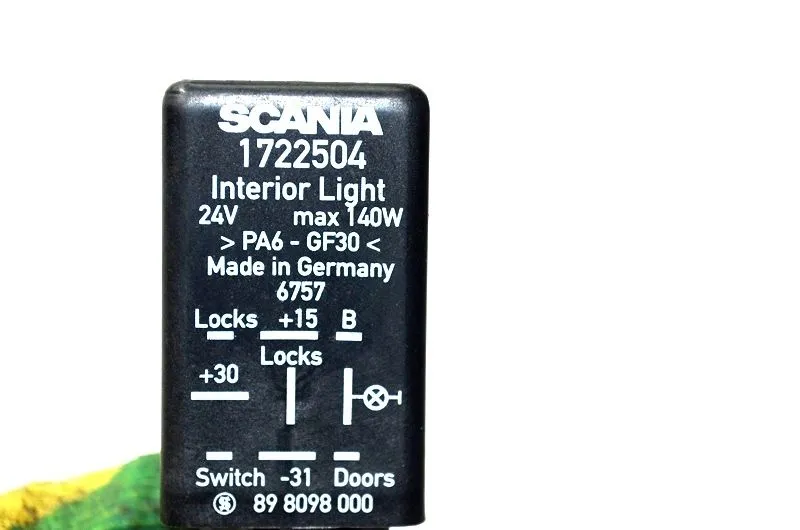 SCANIA
1722504
Interior Light
24V max 140W
> PA6 - GF30 <
Made in Germany
6757
Locks +15 B
Locks
+30
Switch -31 Doors
89 8098 000